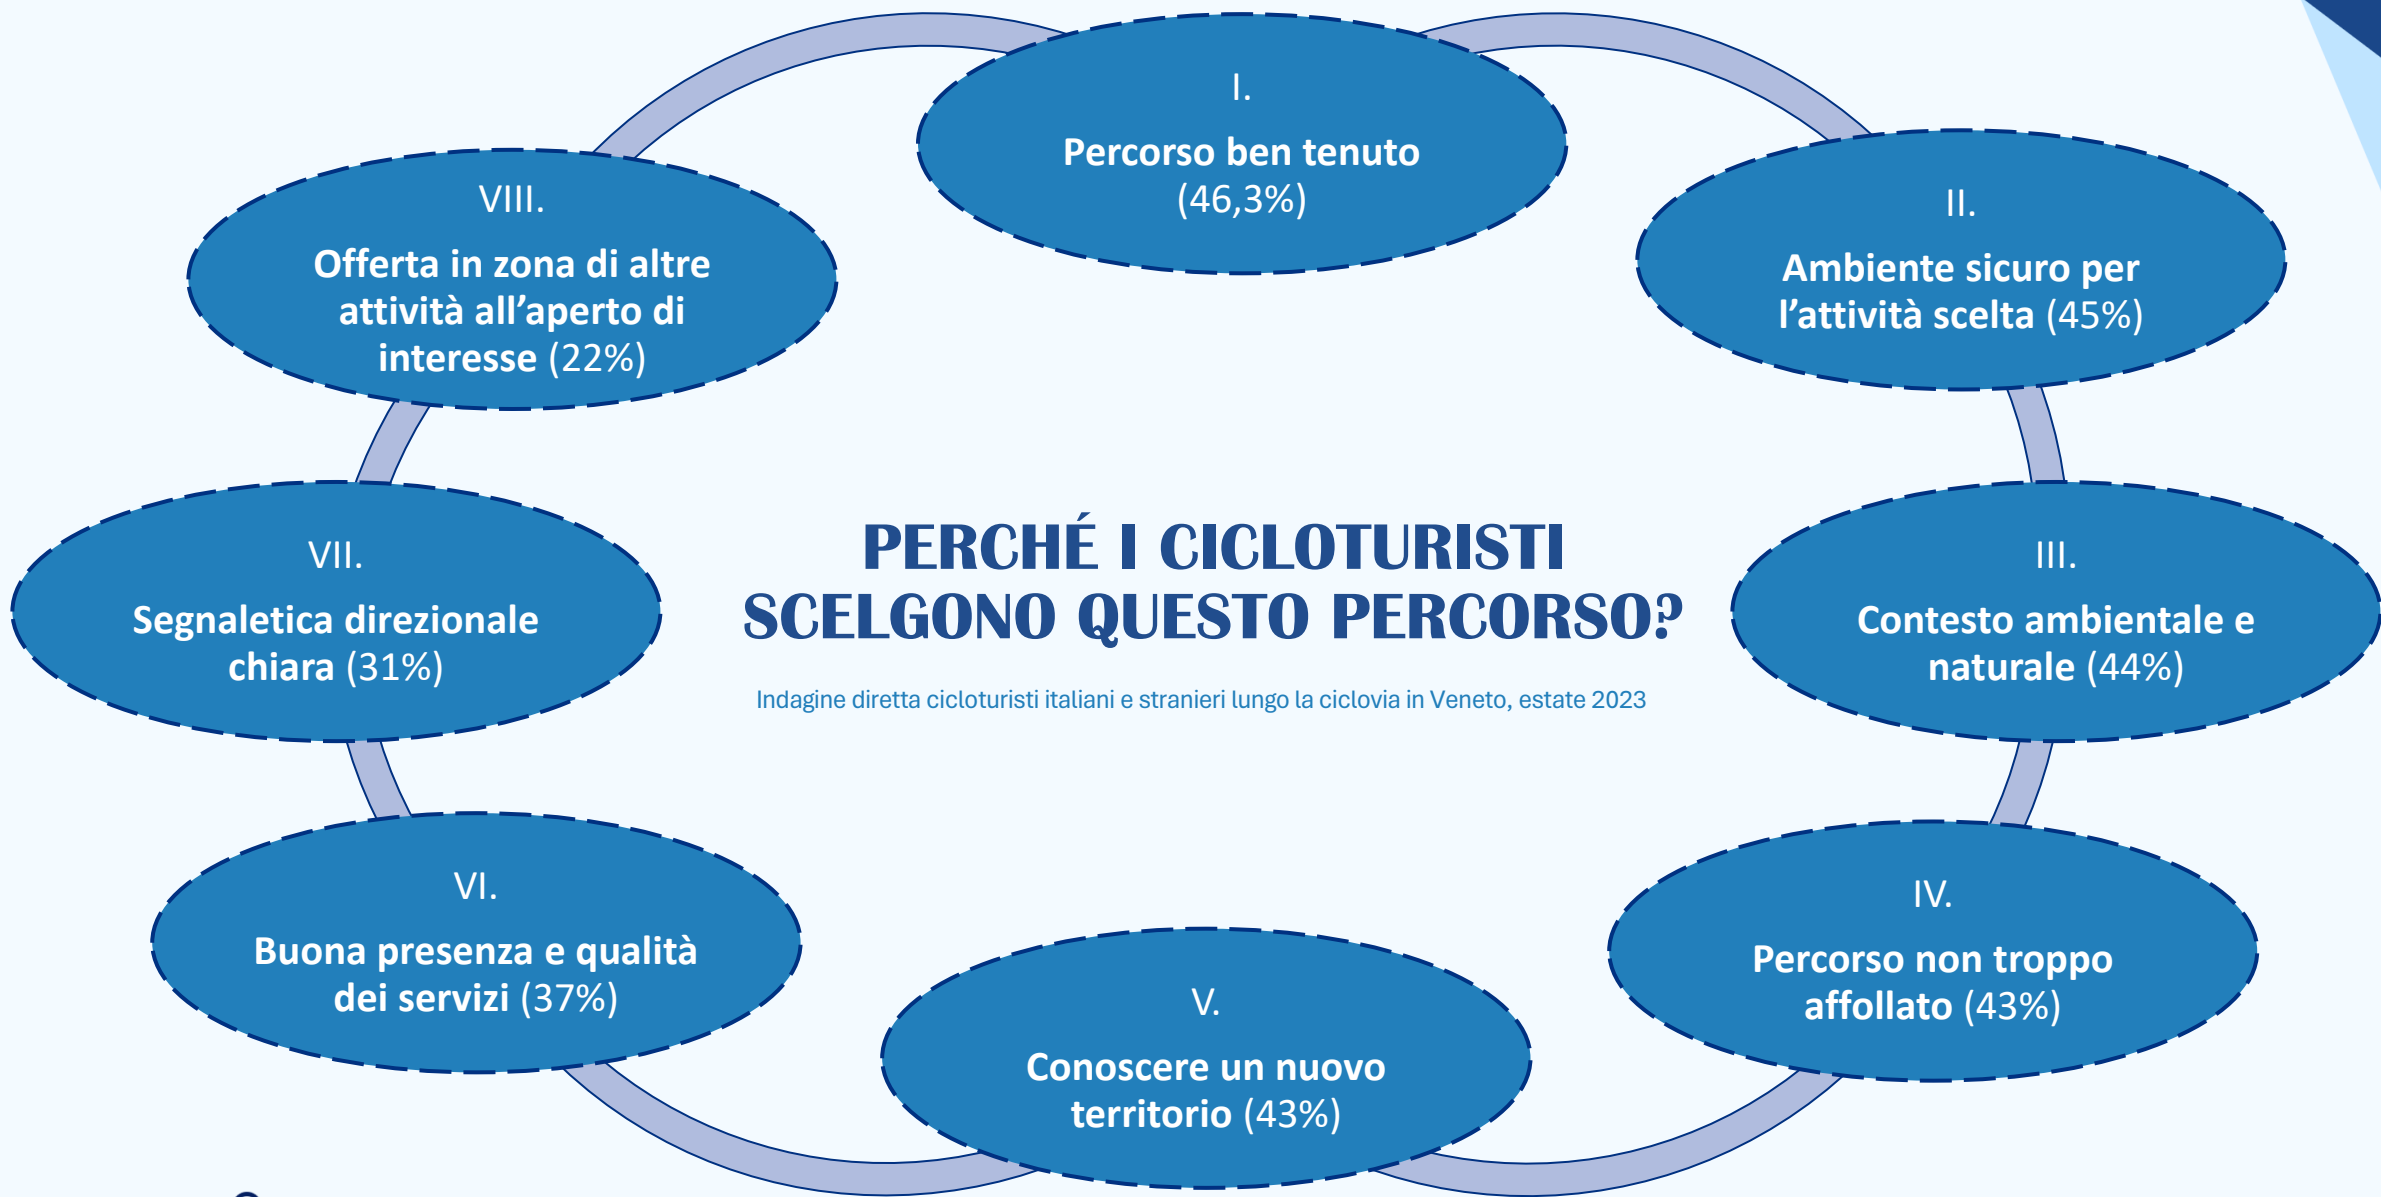 PERCHÉ I CICLOTURISTI
SCELGONO QUESTO PERCORSO?
Indagine diretta cicloturisti italiani e stranieri lungo la ciclovia in Veneto, estate 2023
I.
Percorso ben tenuto
(46,3%)
II.
Ambiente sicuro per
l’attività scelta (45%)
III.
Contesto ambientale e
naturale (44%)
IV.
Percorso non troppo
affollato (43%)
V.
Conoscere un nuovo
territorio (43%)
VI.
Buona presenza e qualità
dei servizi (37%)
VII.
Segnaletica direzionale
chiara (31%)
VIII.
Offerta in zona di altre
attività all’aperto di
interesse (22%)